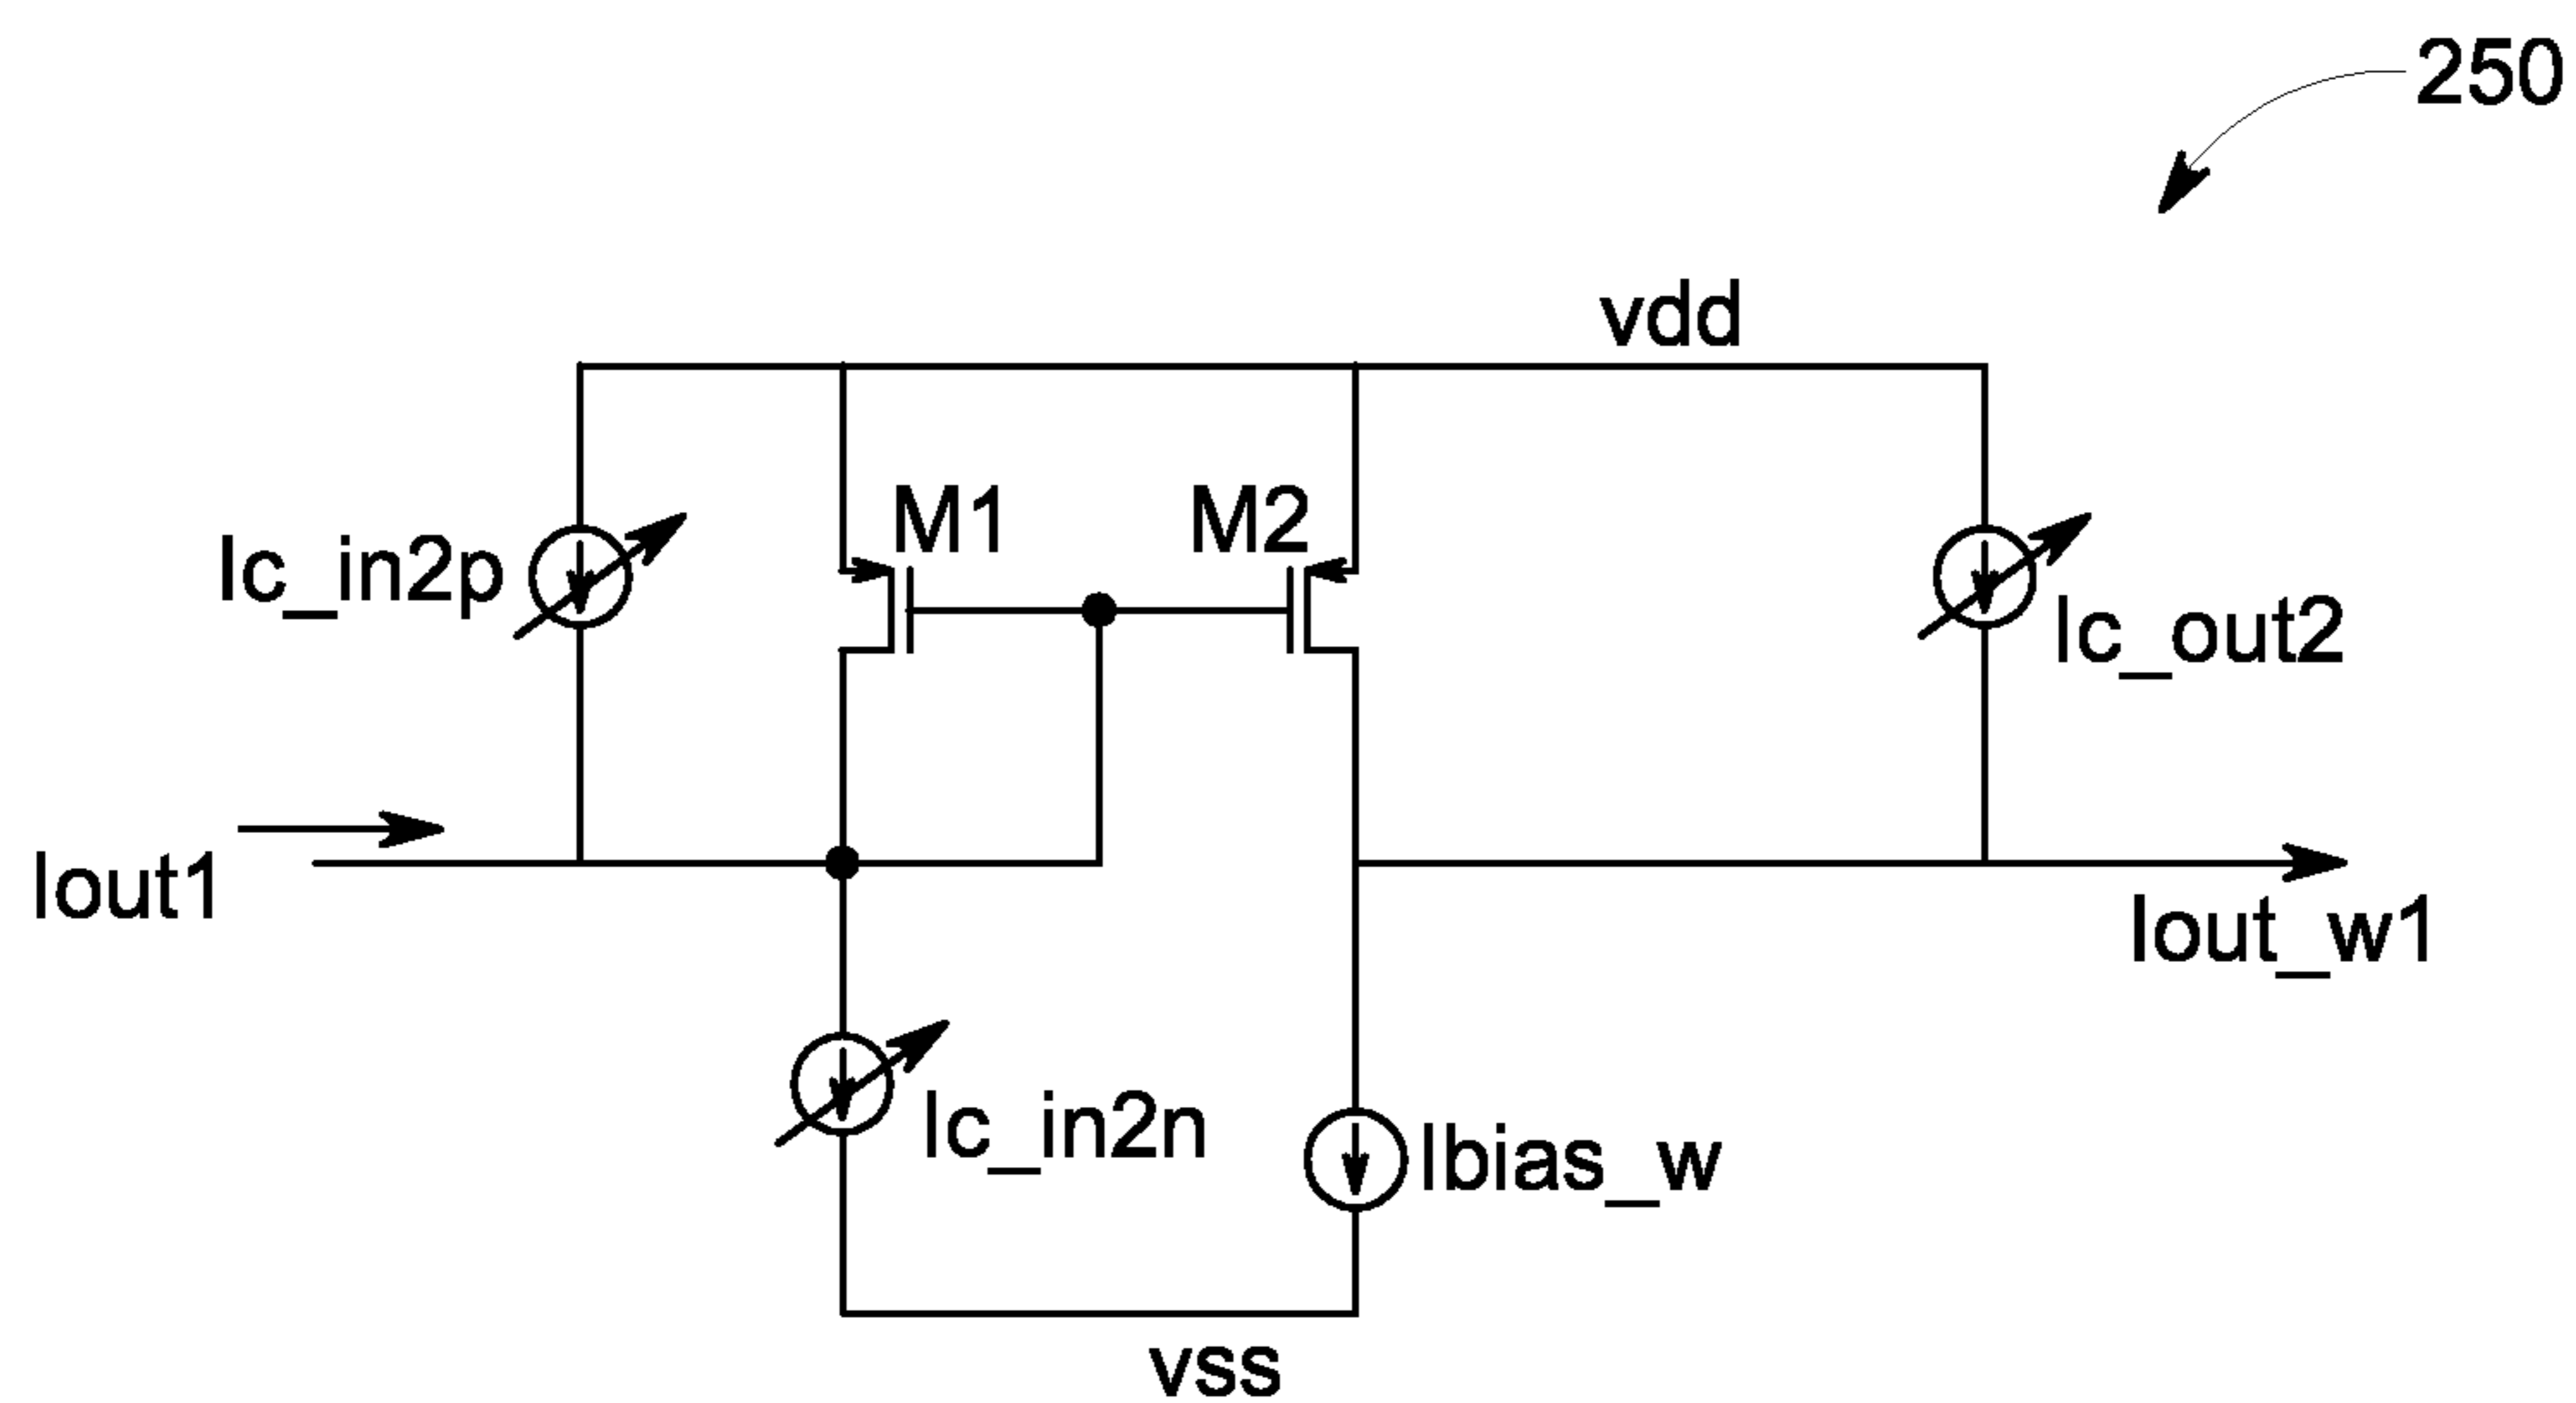 250
vdd
M1
M2
Ic_in2p
Ic_out2
Iout1
Iout_w1
Ic_in2n
Ibias_w
vss